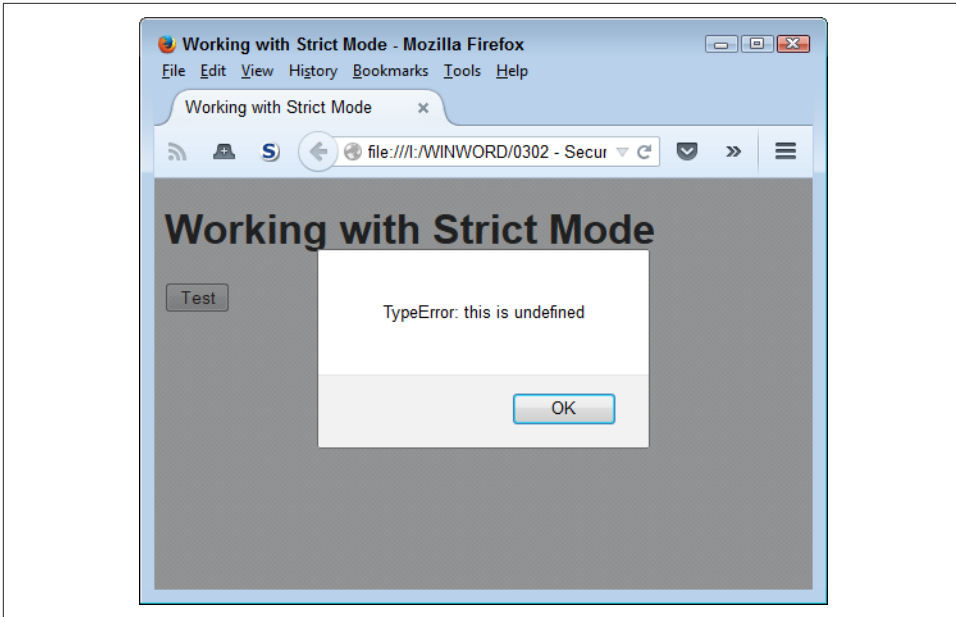 Working with Strict Mode - Mozilla Firefox
File Edit View History Bookmarks Tools Help
Working with Strict Mode
S file:///I:/WINWORD/0302 - Secur
Working with Strict Mode
Test
TypeError: this is undefined
OK